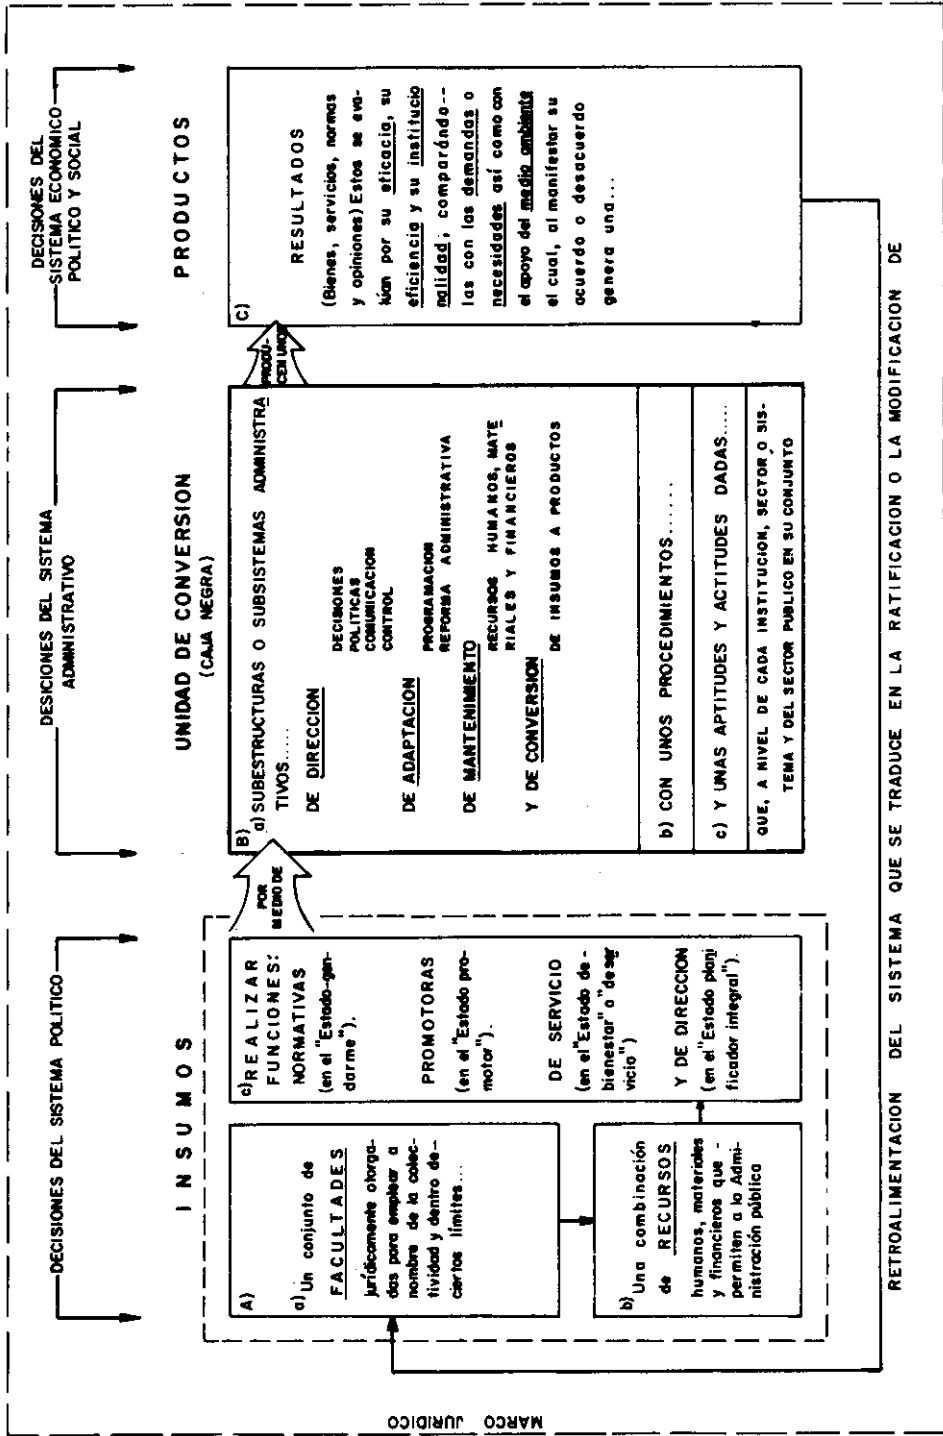 DECISIONES DEL SISTEMA POLITICO
DESICIONES DEL SISTEMA
ADMINISTRATIVO
DECISIONES DEL
SISTEMA ECONOMICO
POLITICO Y SOCIAL
INSUMOS
UNIDAD DE CONVERSION
(CAJA NEGRA)
PRODUCTOS
A)
a) Un conjunto de
FACULTADES
jurídicamente otorga-
das para emplear a
nombre de la colec-
tividad y dentro de-
ciertos límites...
b) Una combinación
de RECURSOS
humanos, materiales
y financieros que -
permiten a lo Admi-
nistración pública
c) REALIZAR
FUNCIONES:
NORMATIVAS
(en el "Estado-gen-
darme").
PROMOTORAS
(en el "Estado pro-
motor").
DE SERVICIO
(en el "Estado de -
bienestar" o "de ser
vicio")
Y DE DIRECCION
(en el "Estado plani
ficador integral").
POR
MEDIO DE
B)
a) SUBESTRUCTURAS O SUBSISTEMAS ADMINISTRA
TIVOS.....
DE DIRECCION
DECISIONES
POLITICAS
COMUNICACION
CONTROL
DE ADAPTACION
PROGRAMACION
REFORMA ADMINISTRATIVA
DE MANTENIMIENTO
RECURSOS HUMANOS, MATE
RIALES Y FINANCIEROS
Y DE CONVERSION
DE INSUMOS A PRODUCTOS
b) CON UNOS PROCEDIMIENTOS......
c) Y UNAS APTITUDES Y ACTITUDES DADAS.....
QUE, A NIVEL DE CADA INSTITUCION, SECTOR O SIS-
TEMA Y DEL SECTOR PUBLICO EN SU CONJUNTO
PRODU-
CEN UNOS
C)
RESULTADOS
(Bienes, servicios, normas
y opiniones) Estos se eva-
lúan por su eficacia, su
eficiencia y su institucio
nalidad; comparándo--
las con las demandas o
necesidades así como con
el apoyo del medio ambiente
el cual, al manifestar su
acuerdo o desacuerdo
genera una...
RETROALIMENTACION DEL SISTEMA QUE SE TRADUCE EN LA RATIFICACION O LA MODIFICACION DE
MARCO JURIDICO